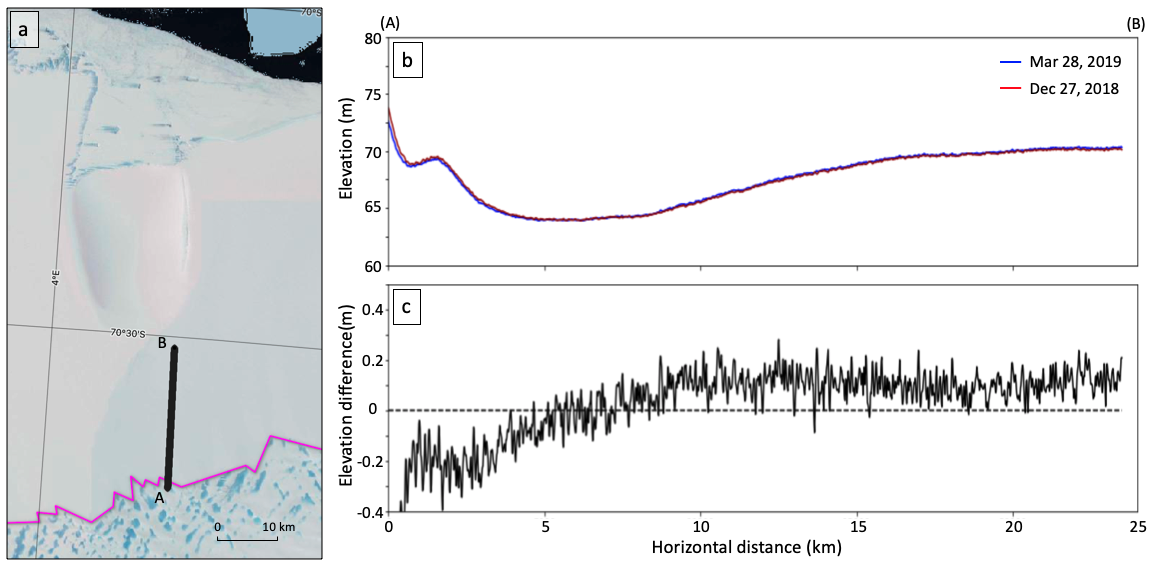 a
70°S
4°E
70°30'S
B
A
0 10 km
(A) (B)
b
Mar 28, 2019
Dec 27, 2018
Elevation (m)
80
75
70
65
60
c
Elevation difference(m)
0.4
0.2
0
-0.2
-0.4
0 5 10 15 20 25
Horizontal distance (km)